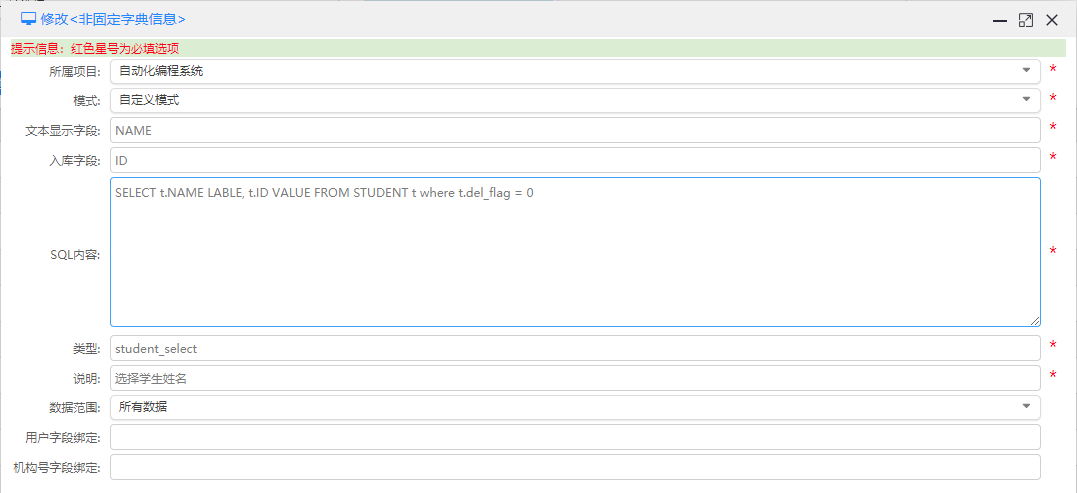 修改<非固定字典信息>
提示信息：红色星号为必填选项
所属项目: 自动化编程系统 *
模式: 自定义模式 *
文本显示字段: NAME *
入库字段: ID *
SQL内容: SELECT t.NAME LABLE, t.ID VALUE FROM STUDENT t where t.del_flag = 0 *
类型: student_select *
说明: 选择学生姓名 *
数据范围: 所有数据
用户字段绑定:
机构号字段绑定: